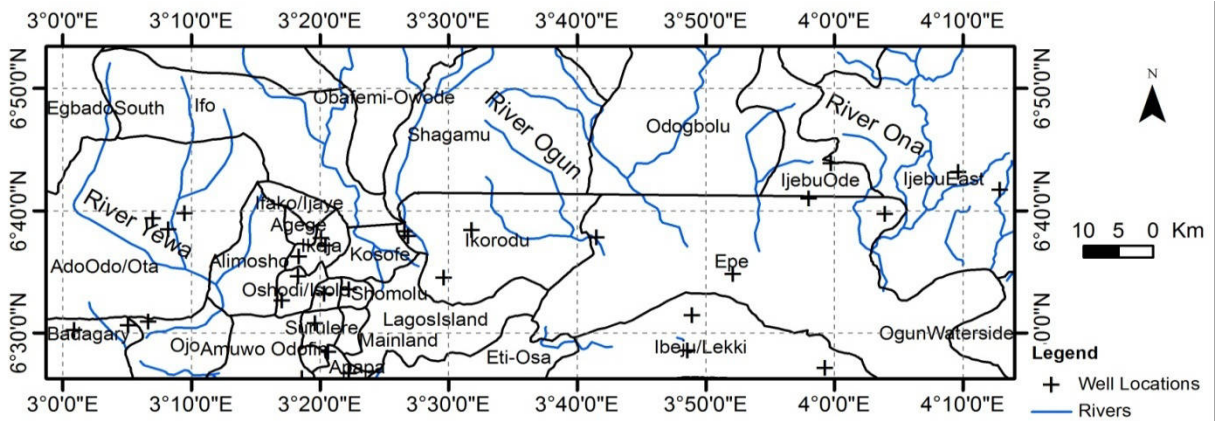 3°0'0"E 3°10'0"E 3°20'0"E 3°30'0"E 3°40'0"E 3°50'0"E 4°0'0"E 4°10'0"E
6°50'0"N
6°40'0"N
6°30'0"N
EgbadoSouth
Ifo
Obafemi-Owode
Shagamu
River Ogun
Odogbolu
River Ona
IjebuOde
IjebuEast
River Yewa
Ifako/Ijaye
Agege
Ikeja
Alimosho
Kosofe
Ikorodu
AdoOdo/Ota
Oshodi/Isolo
Shomolu
Epe
Badagary
Ojo
Amuwo Odofin
Surulere
Mainland
LagosIsland
Apapa
Eti-Osa
Ibeju/Lekki
OgunWaterside
6°50'0"N
6°40'0"N
6°30'0"N
3°0'0"E 3°10'0"E 3°20'0"E 3°30'0"E 3°40'0"E 3°50'0"E 4°0'0"E 4°10'0"E
N
10 5 0 Km
Legend
Well Locations
Rivers